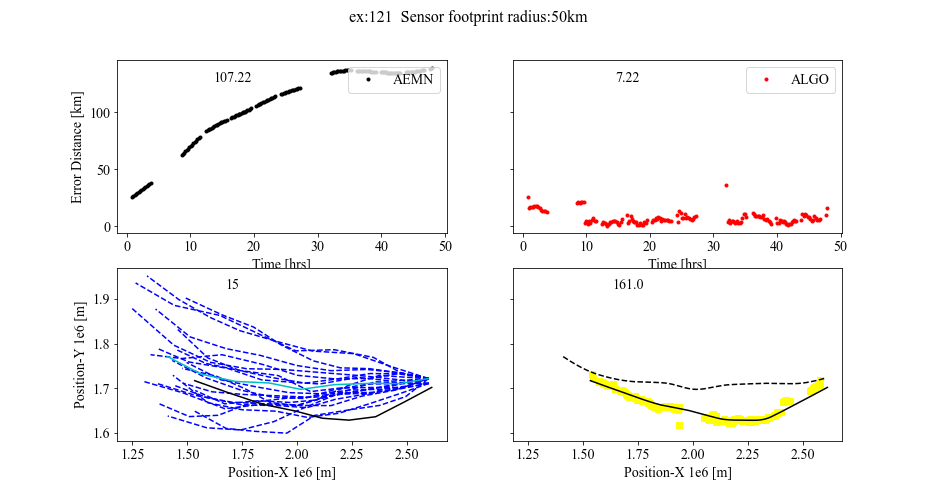 ex:121 Sensor footprint radius:50km
107.22
AEMN
7.22
ALGO
Error Distance [km]
100
50
0
0 10 20 30 40 50
0 10 20 30 40 50
Time [hrs]
Time [hrs]
15
161.0
Position-Y 1e6 [m]
1.9
1.8
1.7
1.6
1.25 1.50 1.75 2.00 2.25 2.50
1.25 1.50 1.75 2.00 2.25 2.50
Position-X 1e6 [m]
Position-X 1e6 [m]